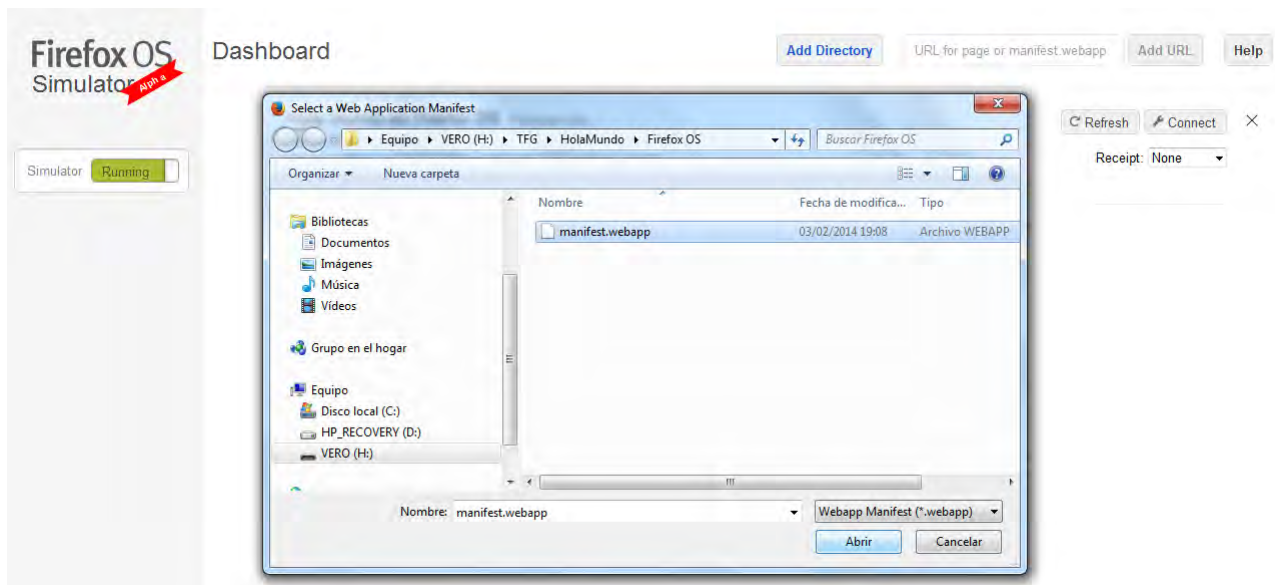 Firefox OS
Simulator
Alpha
Dashboard
Add Directory
URL for page or manifest.webapp
Add URL
Help
Simulator Running
Refresh
Connect
Receipt: None
Select a Web Application Manifest
Equipo VERO (H:) TFG HolaMundo Firefox OS
Buscar Firefox OS
Organizar
Nueva carpeta
Nombre
Fecha de modifica...
Tipo
Bibliotecas
Documentos
Imágenes
Música
Vídeos
Grupo en el hogar
Equipo
Disco local (C:)
HP_RECOVERY (D:)
VERO (H:)
manifest.webapp
03/02/2014 19:08
Archivo WEBAPP
Nombre: manifest.webapp
Webapp Manifest (*.webapp)
Abrir
Cancelar